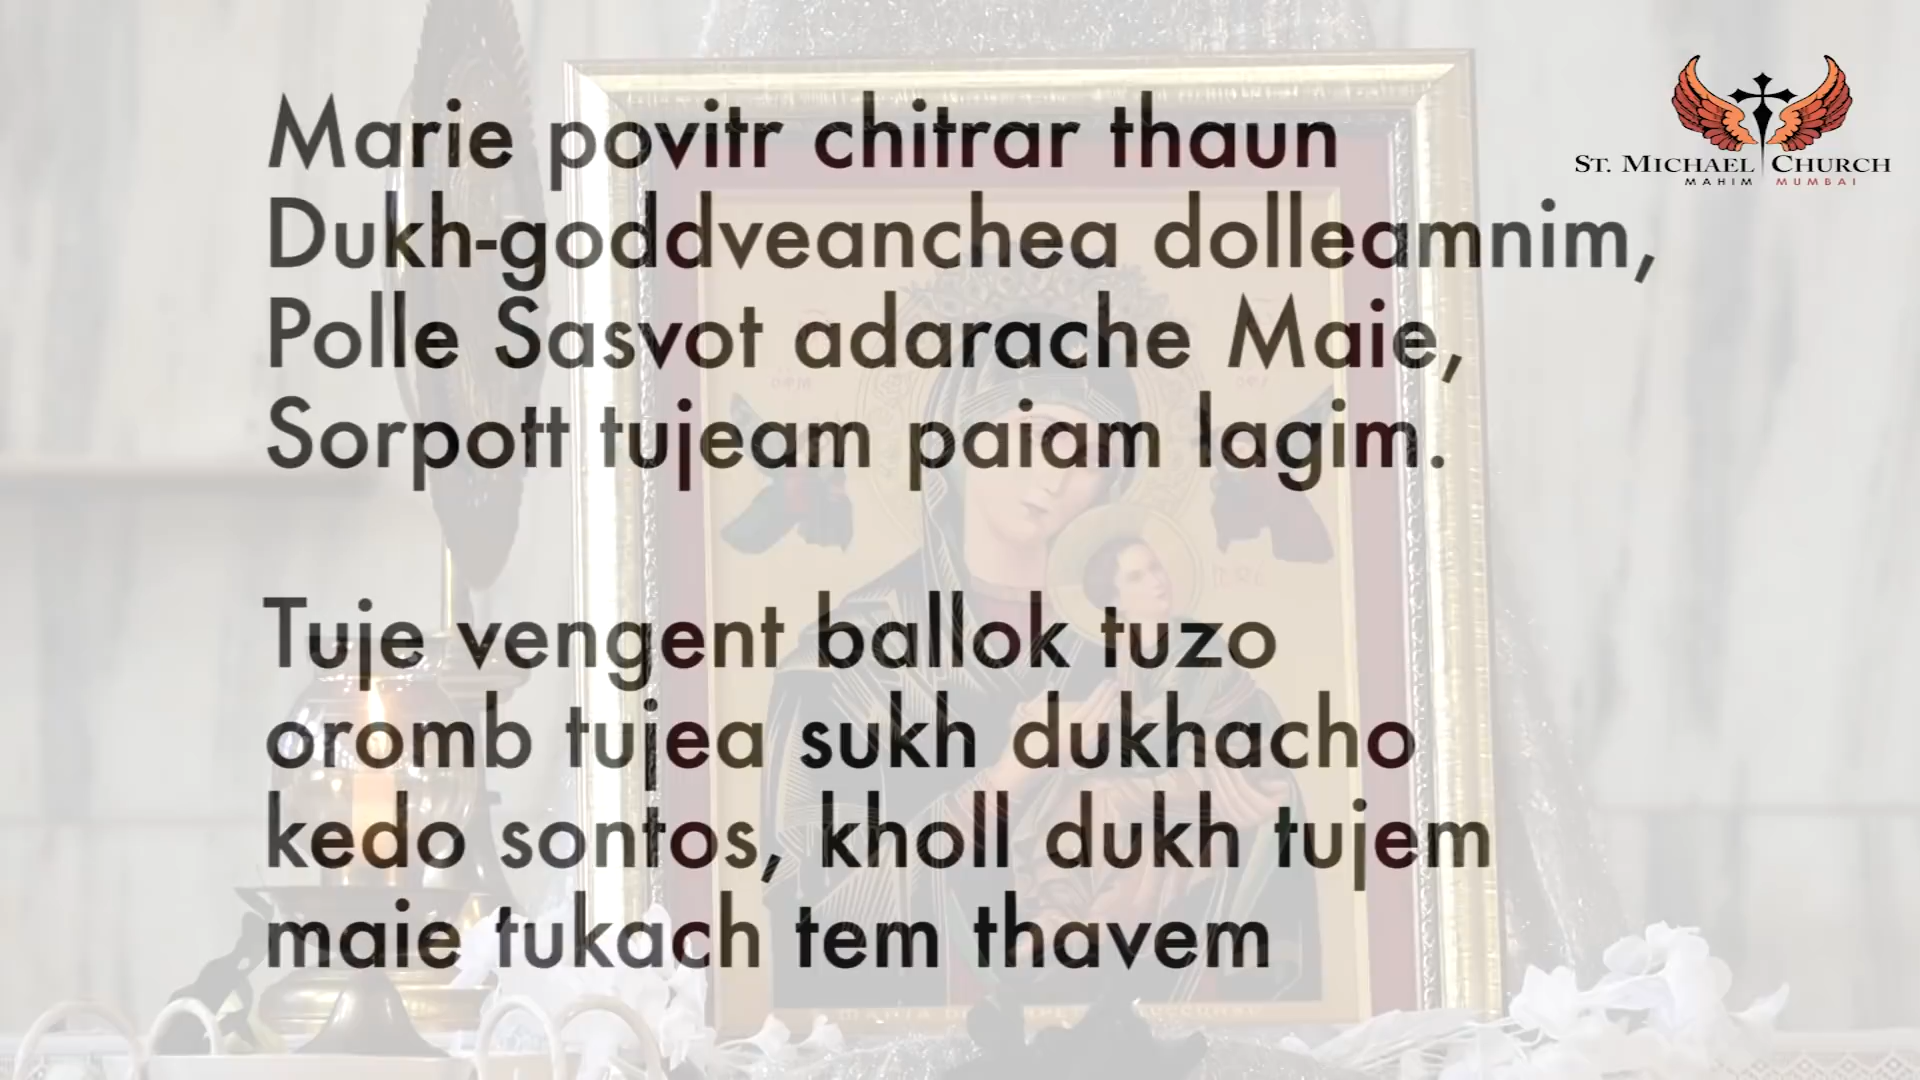 Marie povitr chitrar thaun
Dukh-goddveanchea dolleamnim,
Polle Sasvot adarache Maie,
Sorpott tujeam paiam lagim.
Tuje vengent ballok tuzo
oromb tujea sukh dukhacho
kedo sontos, kholl dukh tujem
maie tukach tem thavem
ST. MICHAEL CHURCH
MAHIM MUMBAI